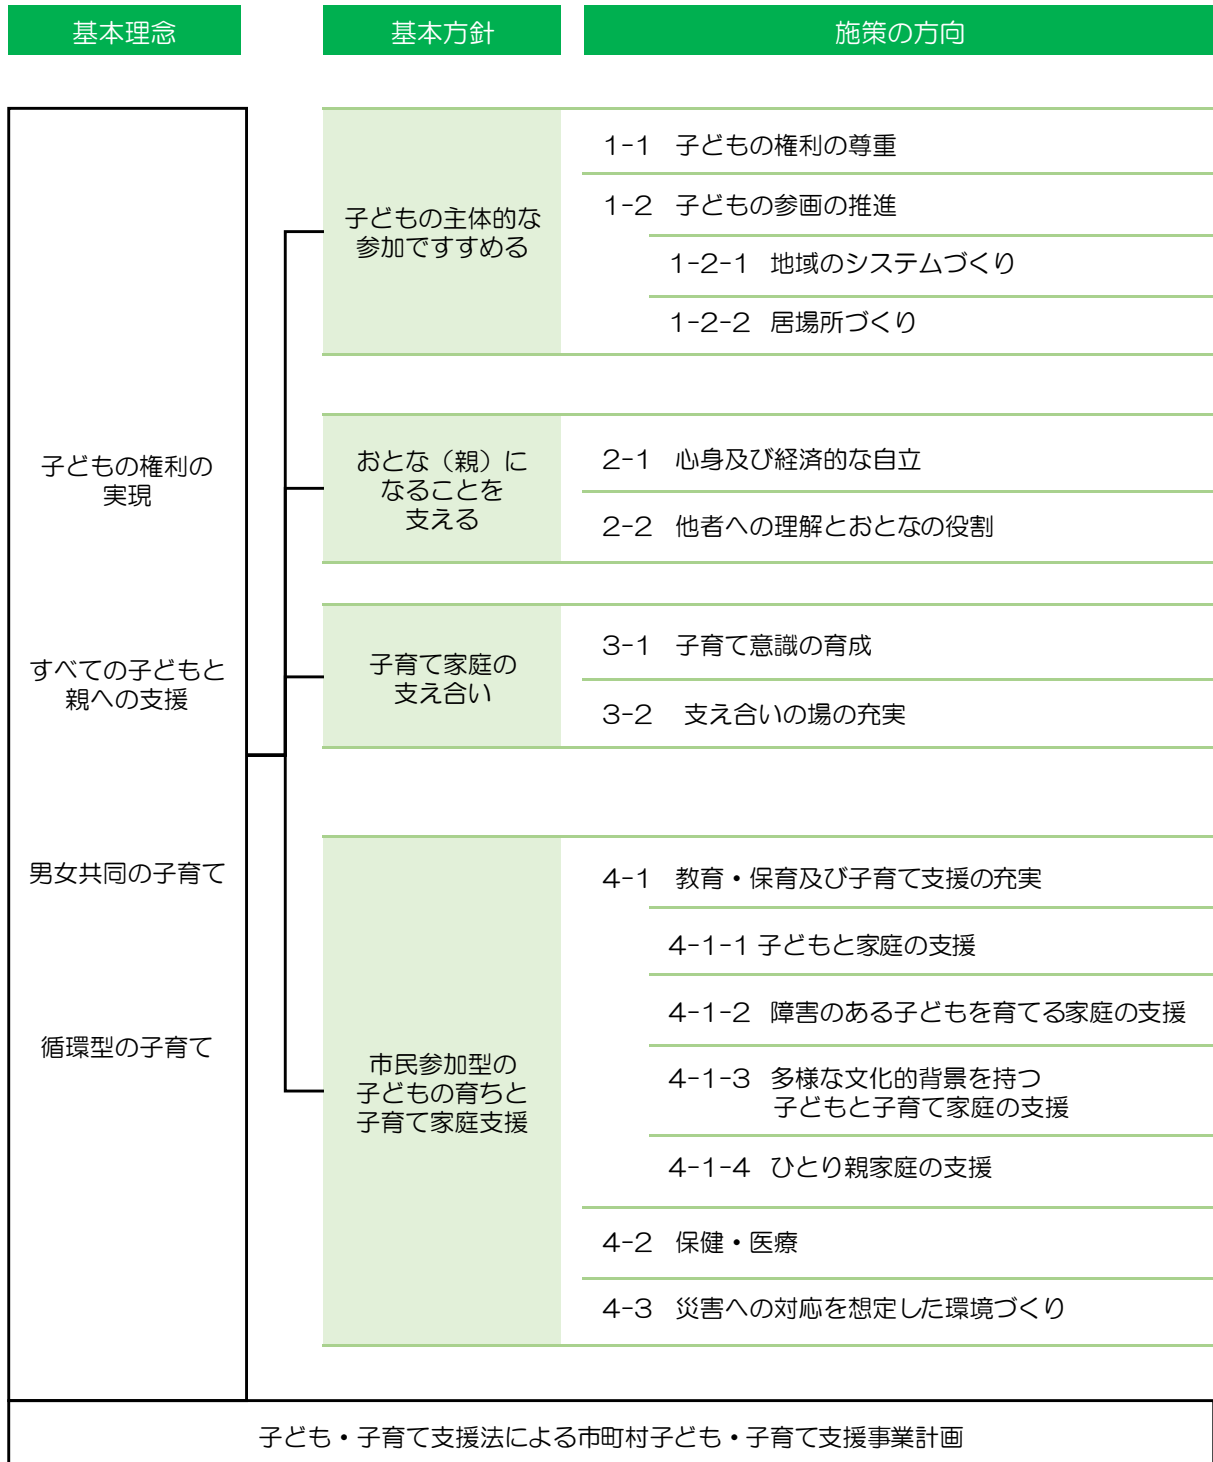 基本理念
基本方針
施策の方向
子どもの権利の
実現
すべての子どもと
親への支援
男女共同の子育て
循環型の子育て
子どもの主体的な
参加ですすめる
1-1 子どもの権利の尊重
1-2 子どもの参画の推進
1-2-1 地域のシステムづくり
1-2-2 居場所づくり
おとな（親）に
なることを
支える
2-1 心身及び経済的な自立
2-2 他者への理解とおとなの役割
子育て家庭の
支え合い
3-1 子育て意識の育成
3-2 支え合いの場の充実
市民参加型の
子どもの育ちと
子育て家庭支援
4-1 教育・保育及び子育て支援の充実
4-1-1 子どもと家庭の支援
4-1-2 障害のある子どもを育てる家庭の支援
4-1-3 多様な文化的背景を持つ
子どもと子育て家庭の支援
4-1-4 ひとり親家庭の支援
4-2 保健・医療
4-3 災害への対応を想定した環境づくり
子ども・子育て支援法による市町村子ども・子育て支援事業計画